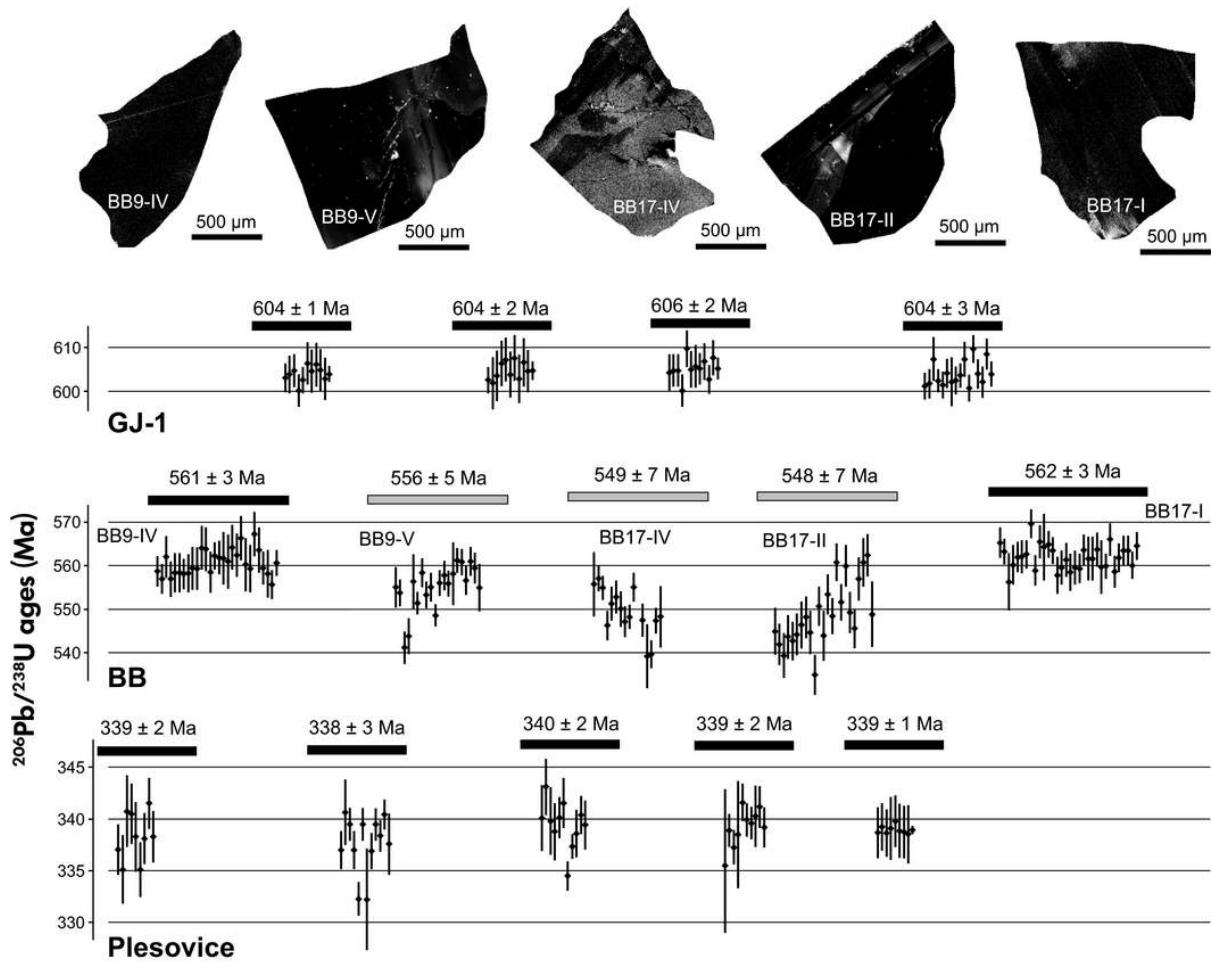 BB9-IV
BB9-V
BB17-IV
BB17-II
BB17-I
500 µm
500 µm
500 µm
500 µm
500 µm
604 ± 1 Ma
604 ± 2 Ma
606 ± 2 Ma
604 ± 3 Ma
610
600
GJ-1
561 ± 3 Ma
556 ± 5 Ma
549 ± 7 Ma
548 ± 7 Ma
562 ± 3 Ma
570
560
550
540
BB9-IV
BB9-V
BB17-IV
BB17-II
BB17-I
BB
206Pb/238U ages (Ma)
339 ± 2 Ma
338 ± 3 Ma
340 ± 2 Ma
339 ± 2 Ma
339 ± 1 Ma
345
340
335
330
Plesovice